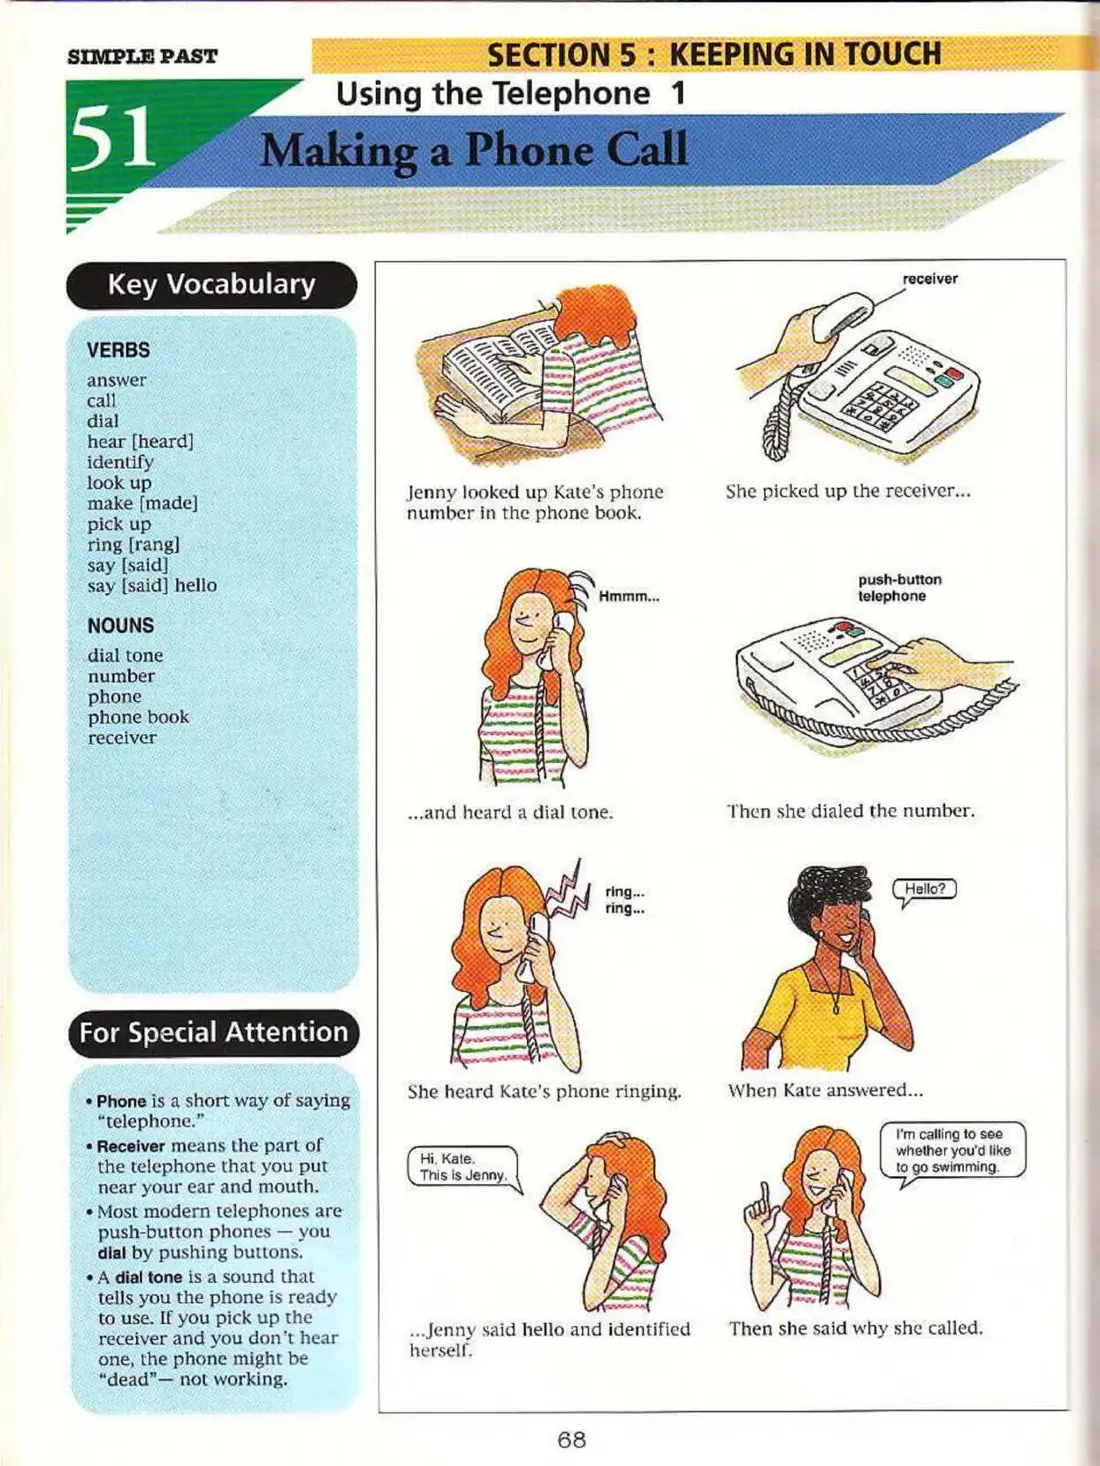 SIMPLE PAST
SECTION 5 : KEEPING IN TOUCH
51
Using the Telephone 1
Making a Phone Call
Key Vocabulary
VERBS
answer
call
dial
hear [heard]
identify
look up
make [made]
pick up
ring [rang]
say [said]
say [said] hello
NOUNS
dial tone
number
phone
phone book
receiver
For Special Attention
• Phone is a short way of saying
"telephone."
• Receiver means the part of
the telephone that you put
near your ear and mouth.
• Most modern telephones are
push-button phones — you
dial by pushing buttons.
• A dial tone is a sound that
tells you the phone is ready
to use. If you pick up the
receiver and you don't hear
one, the phone might be
"dead"— not working.
receiver
Jenny looked up Kate's phone
number in the phone book.
She picked up the receiver...
Hmmm...
push-button
telephone
...and heard a dial tone.
Then she dialed the number.
ring...
ring...
Hello?
She heard Kate's phone ringing.
When Kate answered...
Hi, Kate.
This is Jenny.
I'm calling to see
whether you'd like
to go swimming.
...Jenny said hello and identified
herself.
Then she said why she called.
68